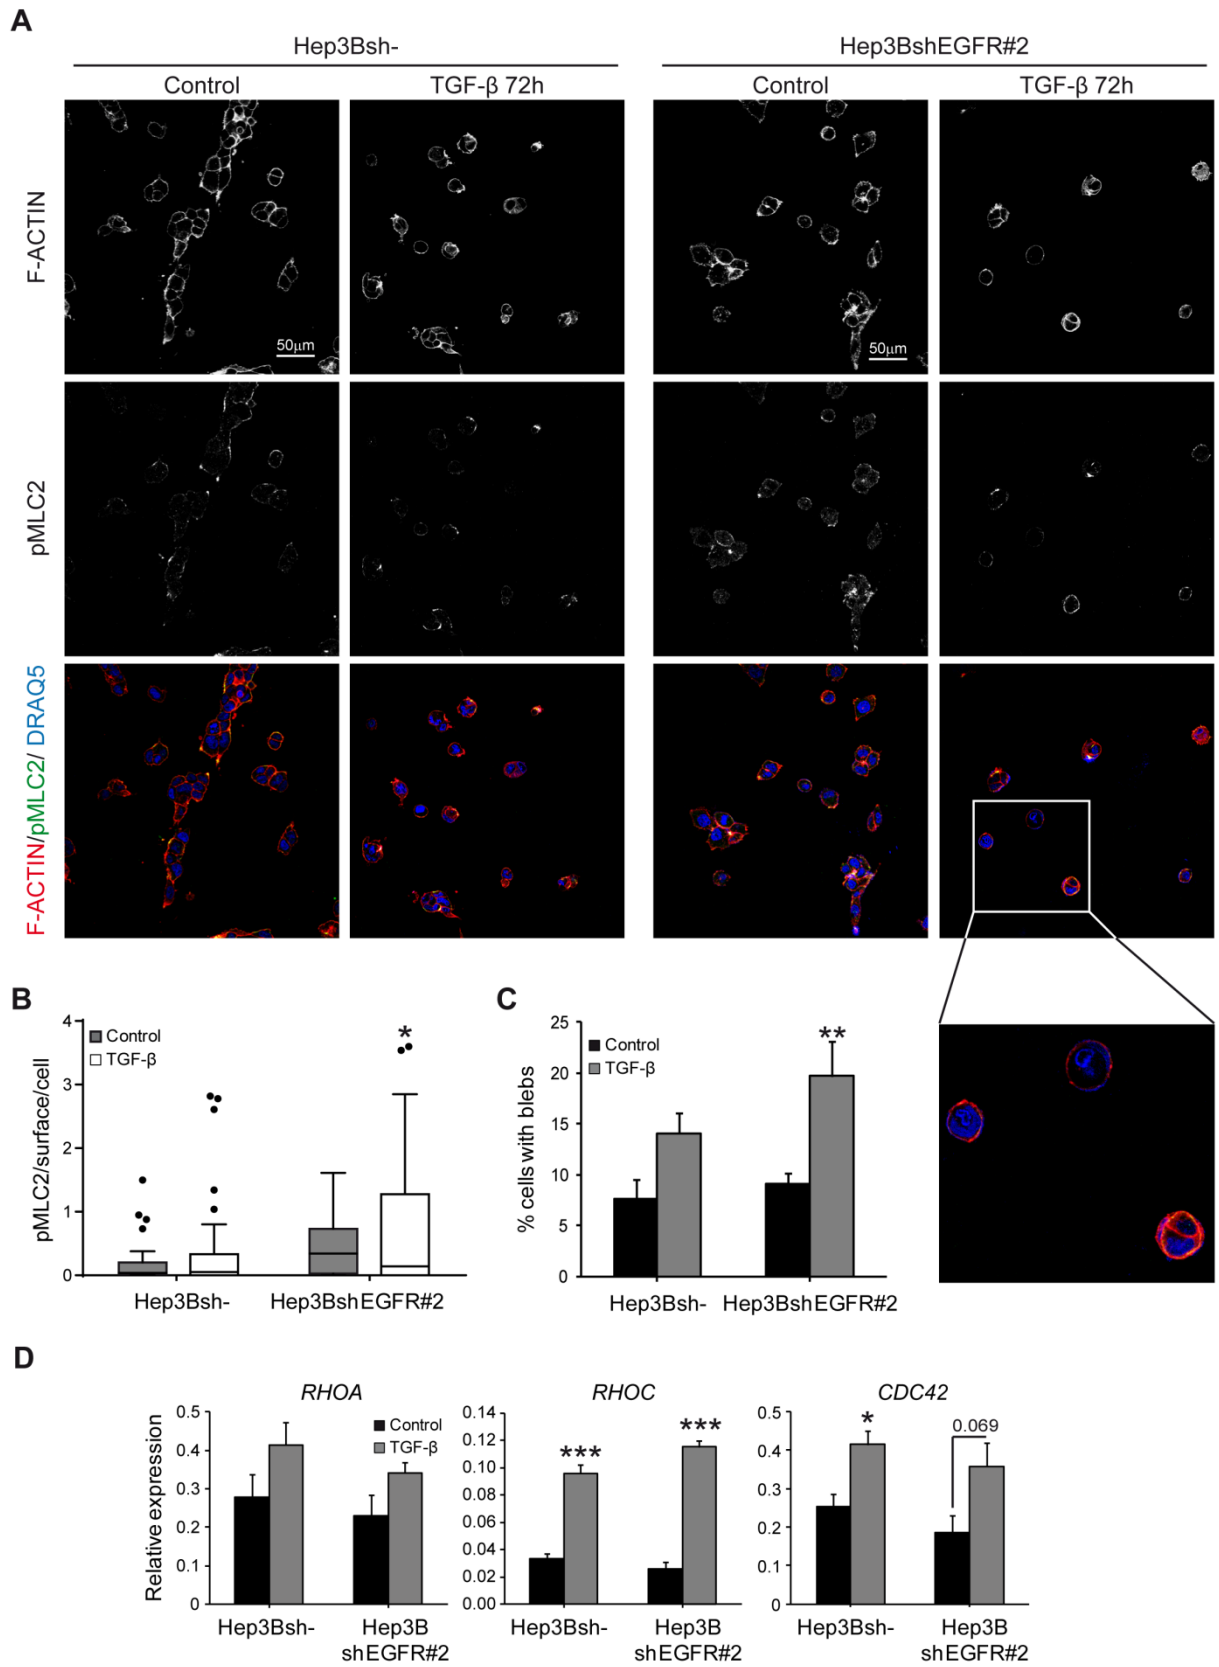 A
Hep3Bsh- Hep3BshEGFR#2
Control TGF-β 72h Control TGF-β 72h
F-ACTIN
50µm 50µm
pMLC2
F-ACTIN/pMLC2/ DRAQ5
B
pMLC2/surface/cell
4
3
2
1
0
Control
TGF-β
*
Hep3Bsh- Hep3BshEGFR#2
C
% cells with blebs
25
20
15
10
5
0
Control
TGF-β
**
Hep3Bsh- Hep3BshEGFR#2
D
Relative expression
RHOA
0.5
0.4
0.3
0.2
0.1
0
Control
TGF-β
Hep3Bsh- Hep3B
shEGFR#2
RHOC
0.14
0.12
0.10
0.08
0.06
0.04
0.02
0.00
*** ***
Hep3Bsh- Hep3B
shEGFR#2
CDC42
0.5
0.4
0.3
0.2
0.1
0
* 0.069
Hep3Bsh- Hep3B
shEGFR#2